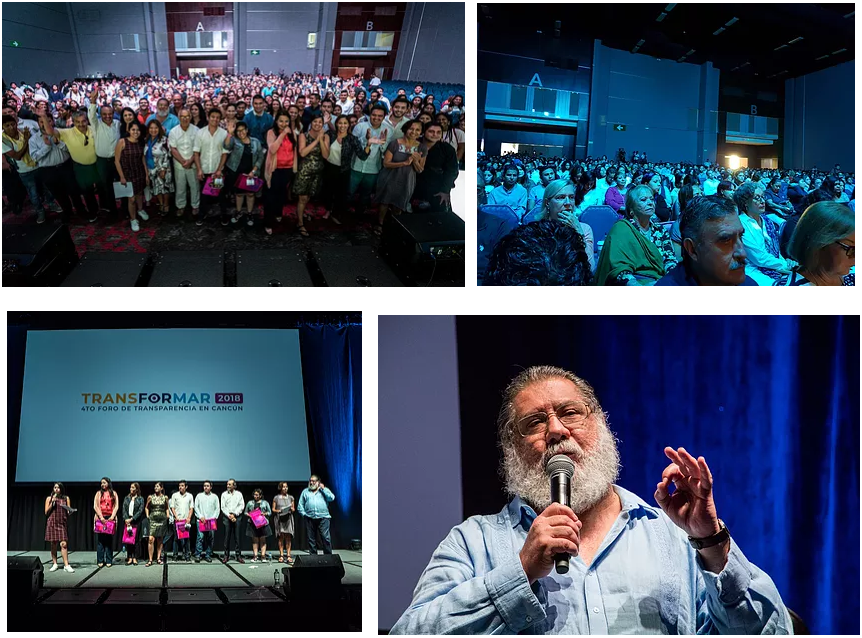 A
B
A
B
TRANSFORMAR 2018
4TO FORO DE TRANSPARENCIA EN CANCÚN